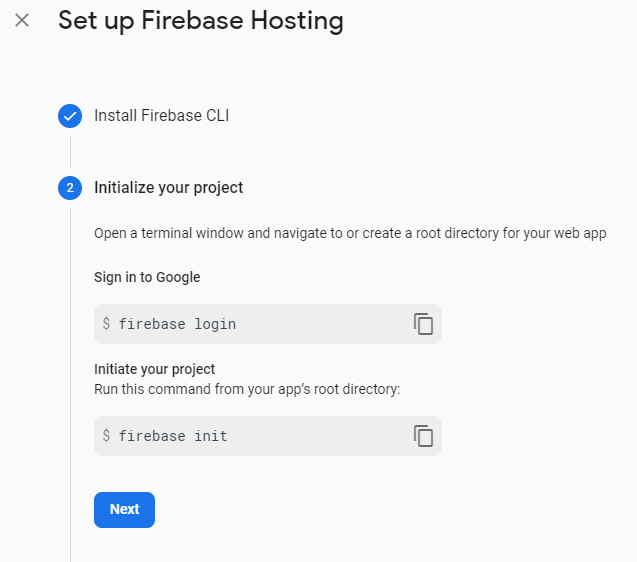 Set up Firebase Hosting
Install Firebase CLI
2
Initialize your project
Open a terminal window and navigate to or create a root directory for your web app
Sign in to Google
$ firebase login
Initiate your project
Run this command from your app's root directory:
$ firebase init
Next